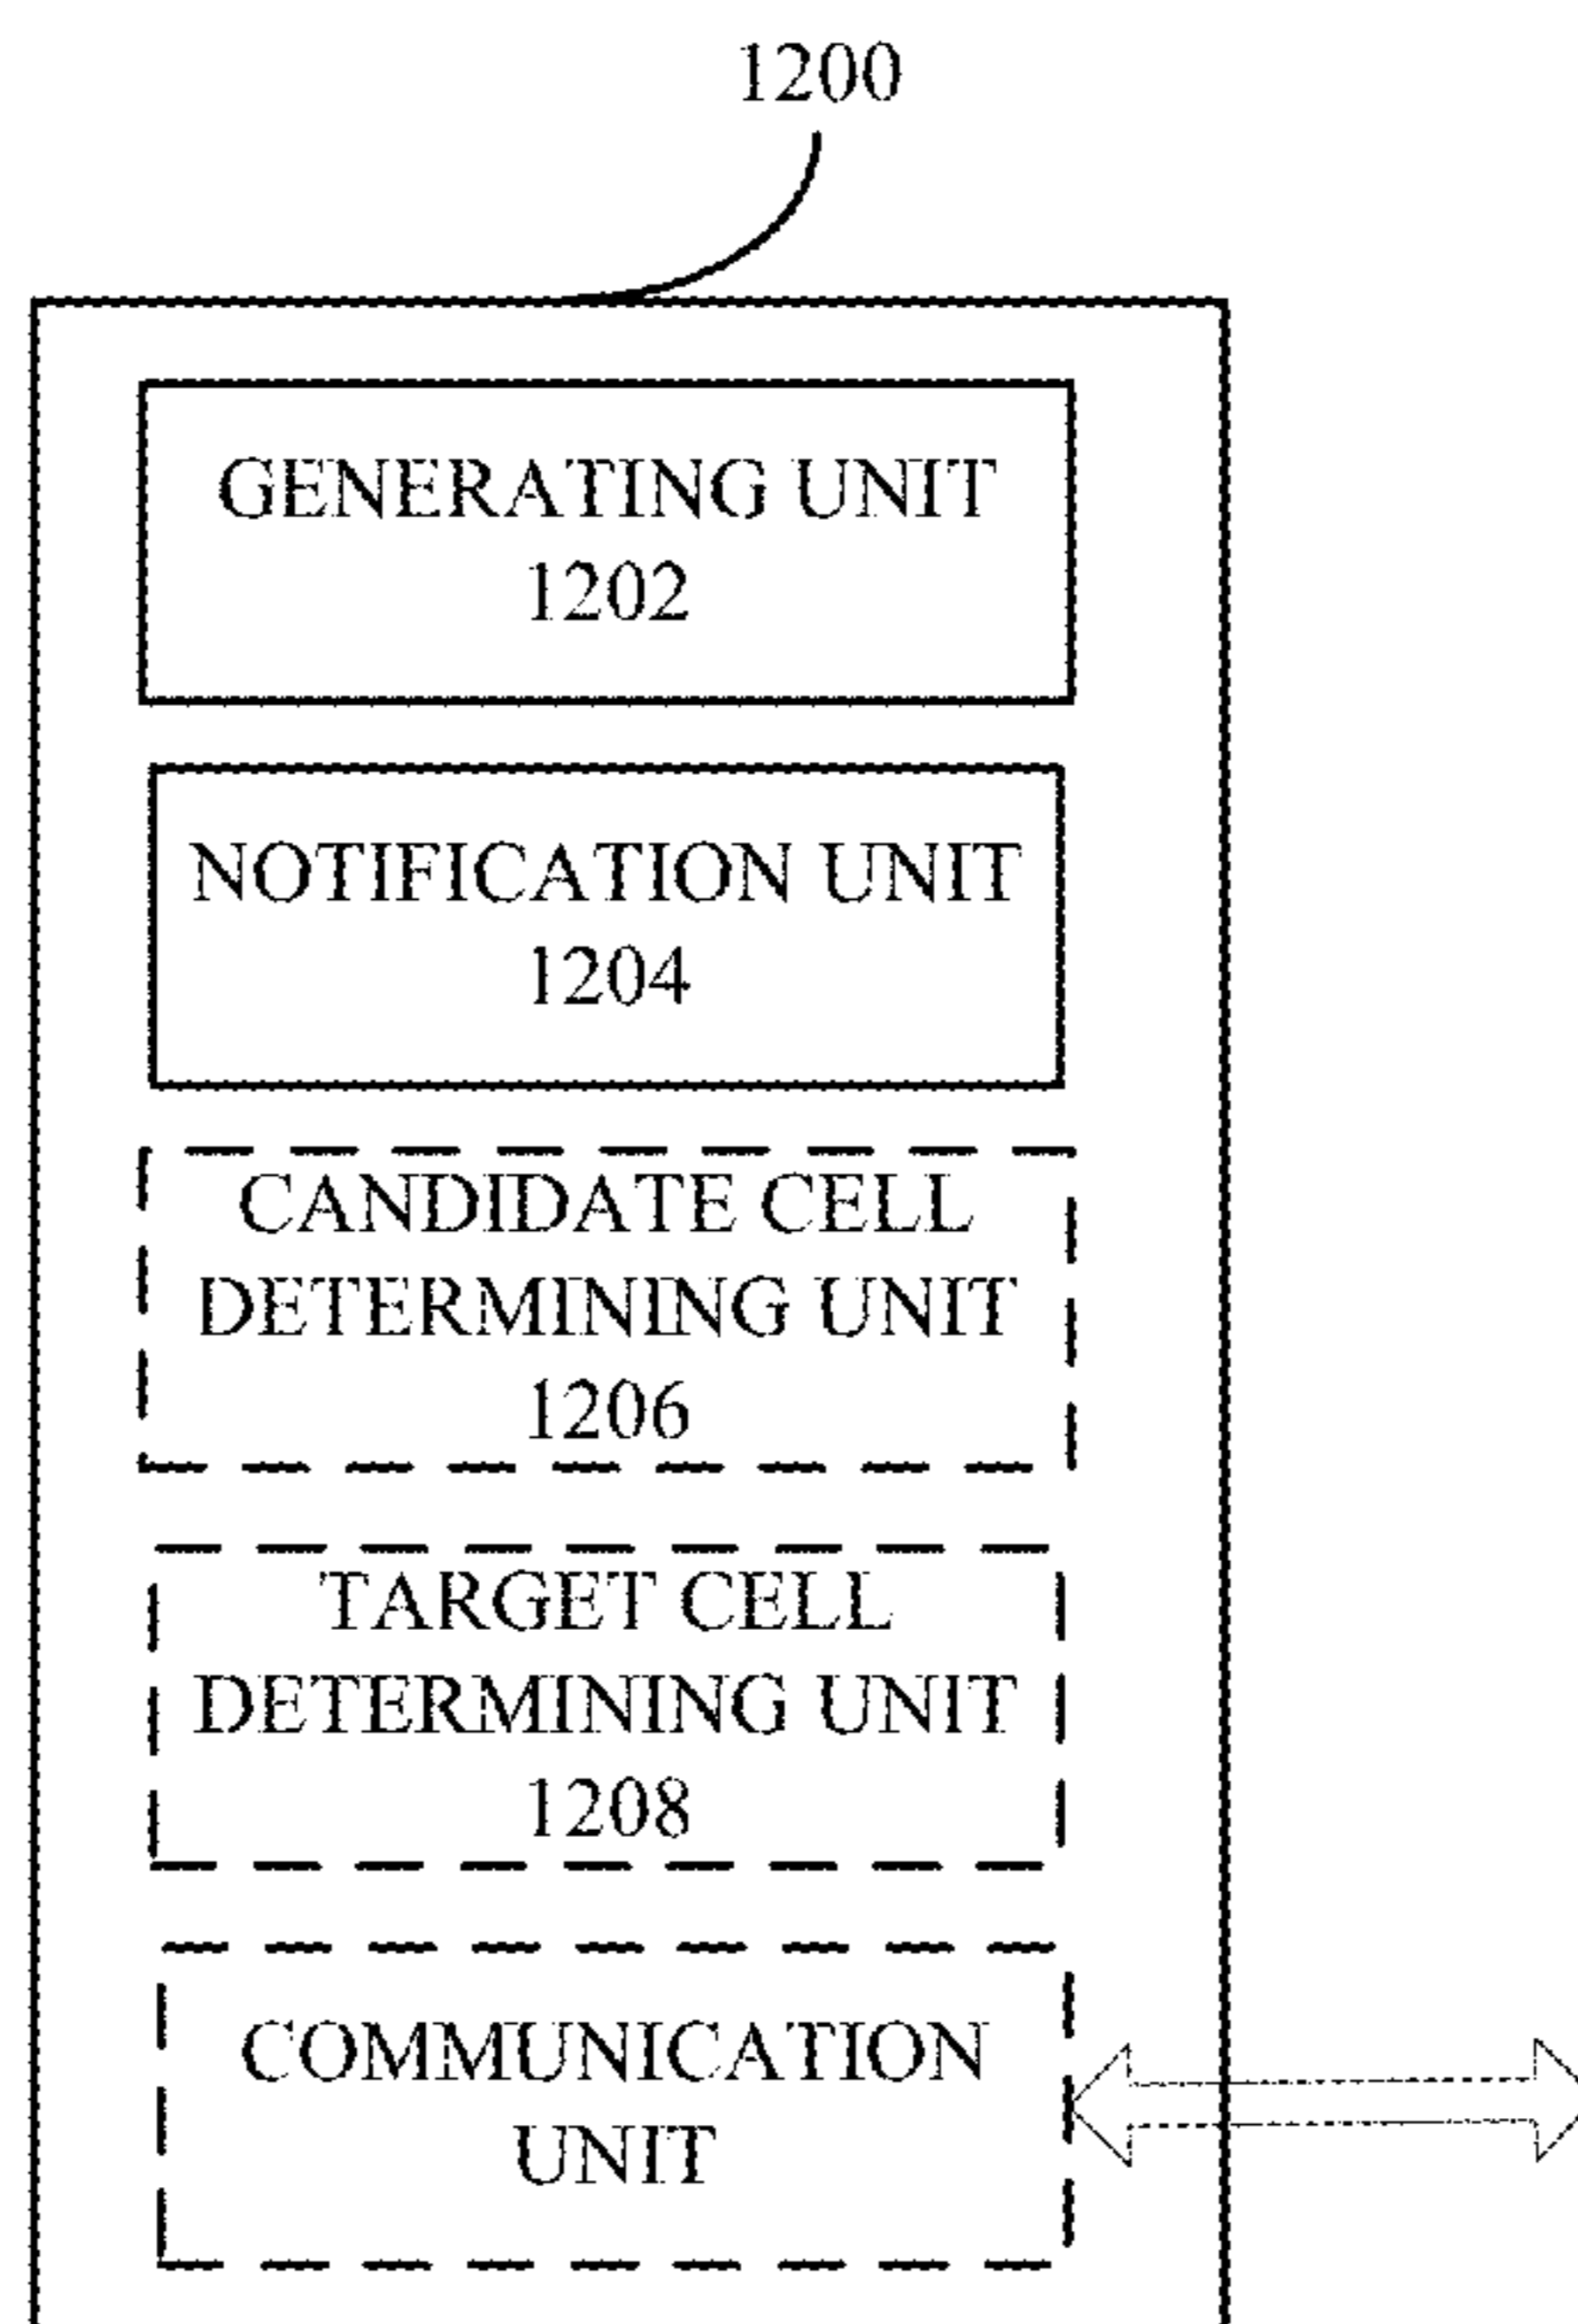 1200
GENERATING UNIT
1202
NOTIFICATION UNIT
1204
CANDIDATE CELL
DETERMINING UNIT
1206
TARGET CELL
DETERMINING UNIT
1208
COMMUNICATION
UNIT